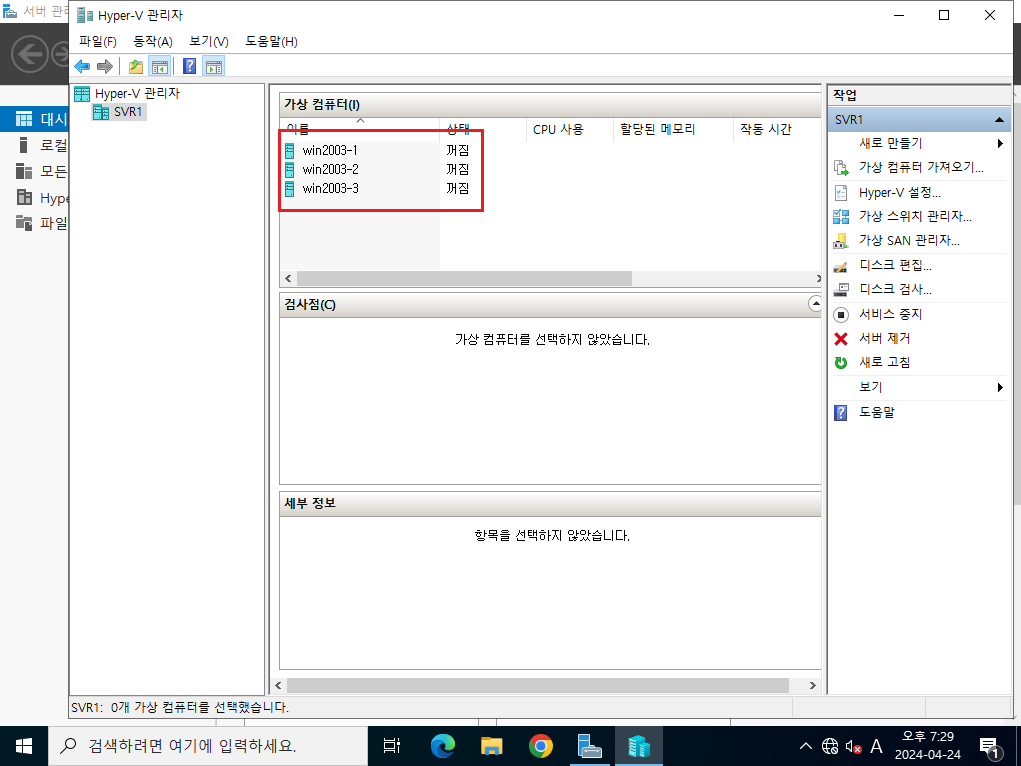 서버 관리
Hyper-V 관리자
파일(F) 동작(A) 보기(V) 도움말(H)
Hyper-V 관리자
SVR1
대시
로컬
모든
Hype
파일
가상 컴퓨터(I)
이름 상태 CPU 사용 할당된 메모리 작동 시간
win2003-1 꺼짐
win2003-2 꺼짐
win2003-3 꺼짐
검사점(C)
가상 컴퓨터를 선택하지 않았습니다.
세부 정보
항목을 선택하지 않았습니다.
작업
SVR1
새로 만들기
가상 컴퓨터 가져오기...
Hyper-V 설정...
가상 스위치 관리자...
가상 SAN 관리자...
디스크 편집...
디스크 검사...
서비스 중지
서버 제거
새로 고침
보기
도움말
SVR1: 0개 가상 컴퓨터를 선택했습니다.
검색하려면 여기에 입력하세요.
A
오후 7:29
2024-04-24
1